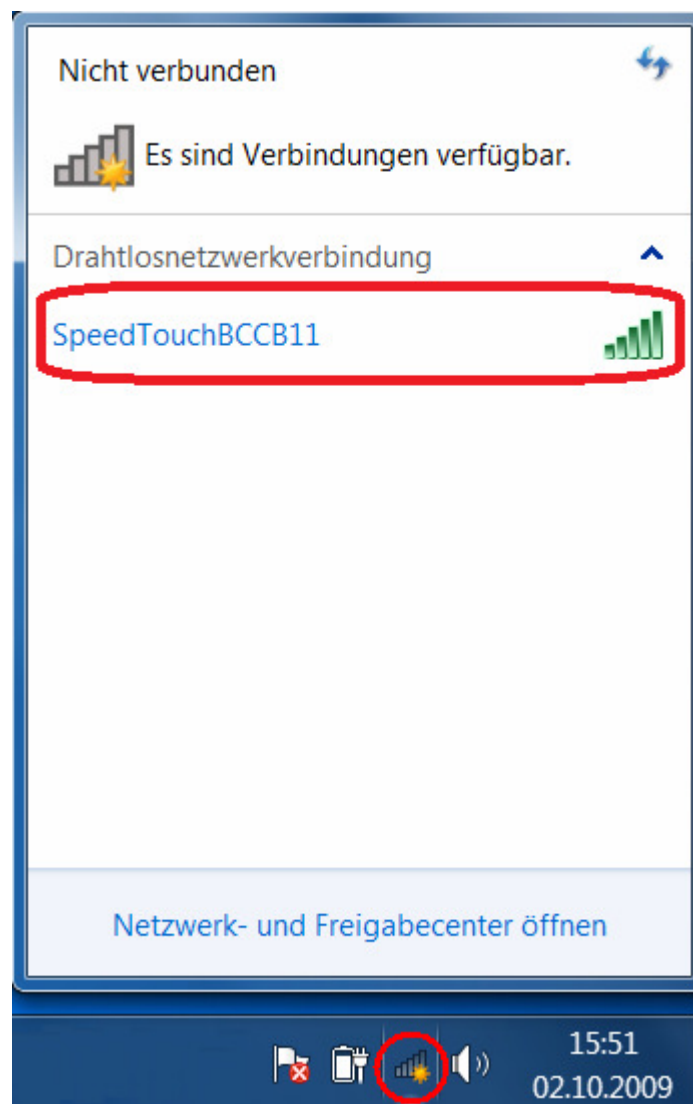 Nicht verbunden
Es sind Verbindungen verfügbar.
Drahtlosnetzwerkverbindung
SpeedTouchBCCB11
Netzwerk- und Freigabecenter öffnen
15:51
02.10.2009